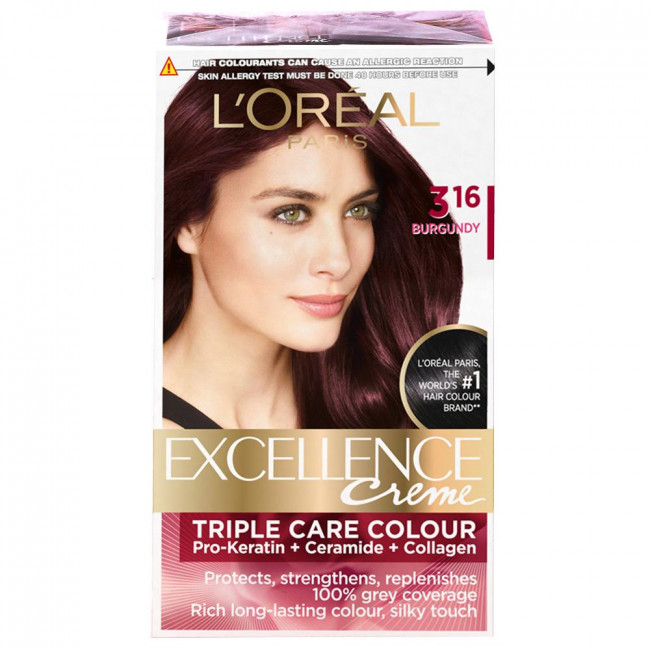 HAIR COLOURANTS CAN CAUSE AN ALLERGIC REACTION
SKIN ALLERGY TEST MUST BE DONE 48 HOURS BEFORE USE
L'ORÉAL
PARIS
3 16
BURGUNDY
L'ORÉAL PARIS,
THE
WORLD'S #1
HAIR COLOUR
BRAND**
EXCELLENCE
Creme
TRIPLE CARE COLOUR
Pro-Keratin + Ceramide + Collagen
Protects, strengthens, replenishes
100% grey coverage
Rich long-lasting colour, silky touch